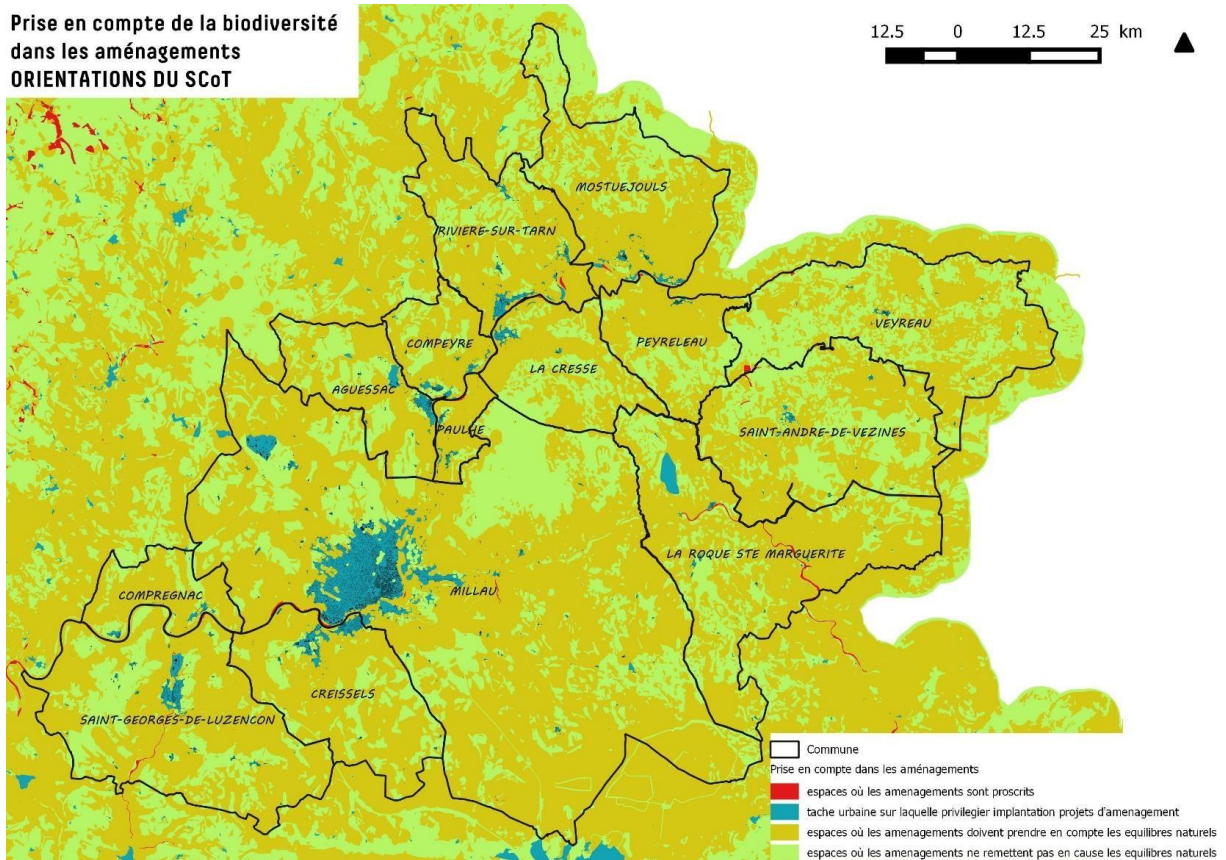 Prise en compte de la biodiversité
dans les aménagements
ORIENTATIONS DU SCoT
12.5 0 12.5 25 km
MOSTUEJOULS
RIVIERE-SUR-TARN
VEYREAU
COMPEYRE
PEYRELEAU
LA CRESSE
AGUESSAC
PAULHE
SAINT-ANDRE-DE-VEZINES
LA ROQUE STE MARGUERITE
COMPREGNAC
MILLAU
CREISSELS
SAINT-GEORGES-DE-LUZENCON
Commune
Prise en compte dans les aménagements
espaces où les amenagements sont proscrits
tache urbaine sur laquelle privilegier implantation projets d'amenagement
espaces où les amenagements doivent prendre en compte les equilibres naturels
espaces où les amenagements ne remettent pas en cause les equilibres naturels